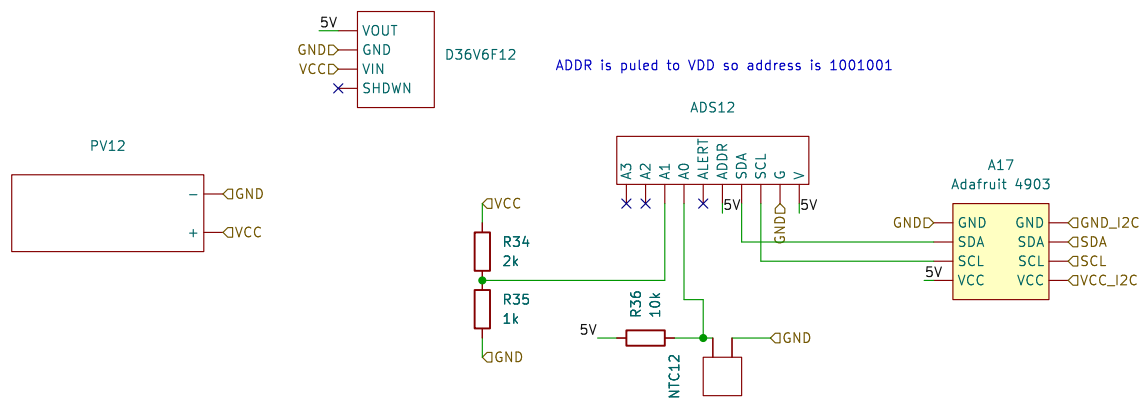 5V
VOUT
GND
GND
VCC
VIN
SHDWN
D36V6F12
ADDR is puled to VDD so address is 1001001
PV12
-
GND
+
VCC
ADS12
A3
A2
A1
A0
ALERT
ADDR
SDA
SCL
G
V
5V
GND
5V
A17
Adafruit 4903
GND
GND
GND
GND_I2C
SDA
SDA
SDA
SCL
SCL
SCL
5V
VCC
VCC
VCC_I2C
VCC
R34
2k
R35
1k
GND
R36
10k
5V
GND
NTC12